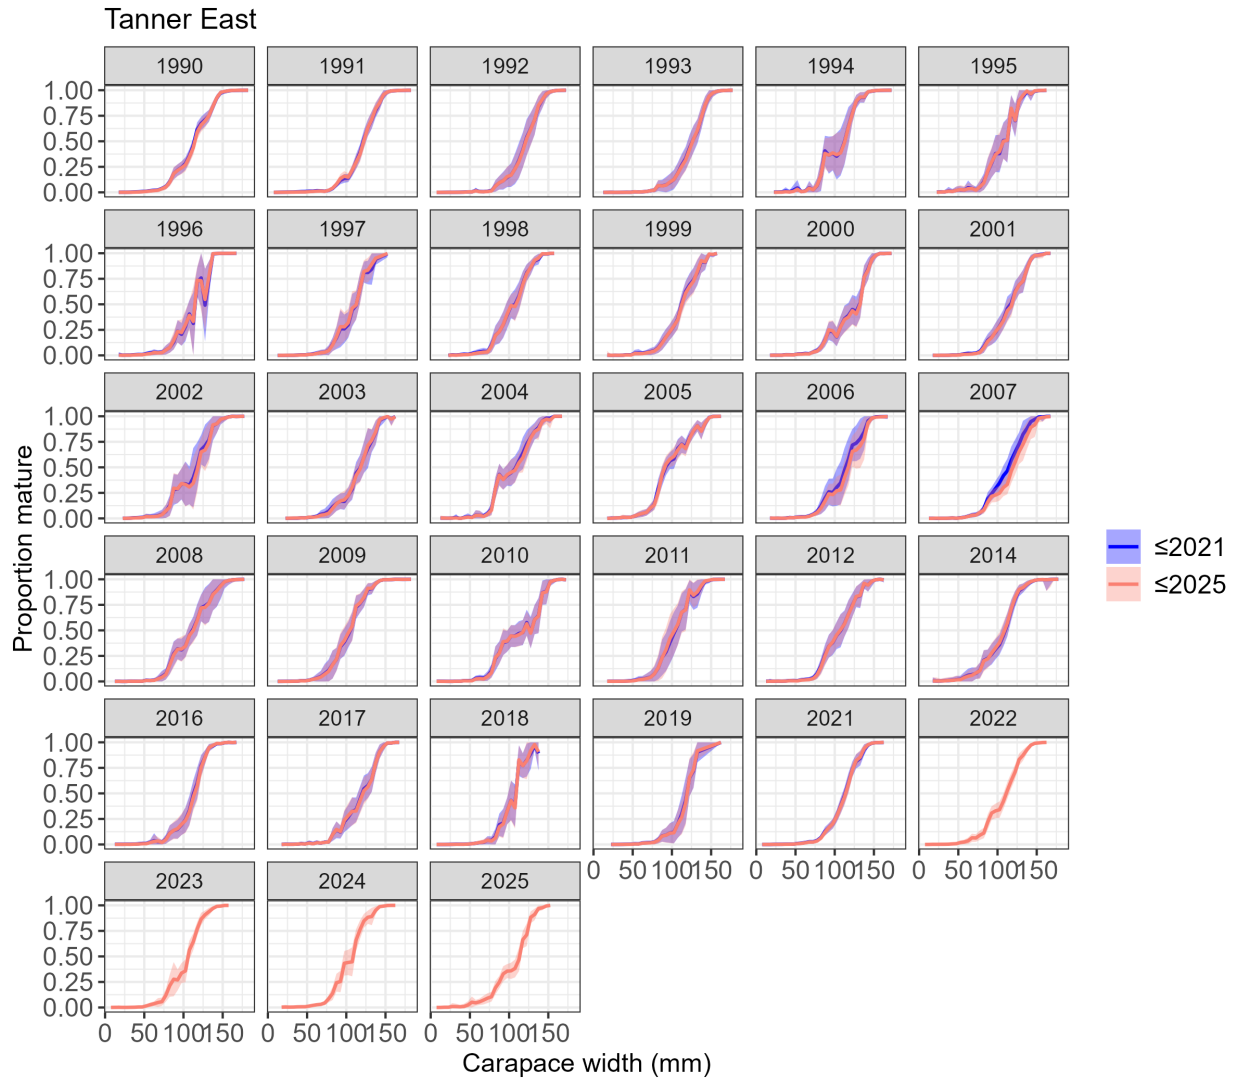 Tanner East
1990 1991 1992 1993 1994 1995
1.00
0.75
0.50
0.25
0.00
1996 1997 1998 1999 2000 2001
1.00
0.75
0.50
0.25
0.00
2002 2003 2004 2005 2006 2007
1.00
0.75
0.50
0.25
0.00
Proportion mature
≤2021
≤2025
2008 2009 2010 2011 2012 2014
1.00
0.75
0.50
0.25
0.00
2016 2017 2018 2019 2021 2022
1.00
0.75
0.50
0.25
0.00
0 50 100 150 0 50 100 150 0 50 100 150
2023 2024 2025
1.00
0.75
0.50
0.25
0.00
0 50 100 150 0 50 100 150 0 50 100 150
Carapace width (mm)